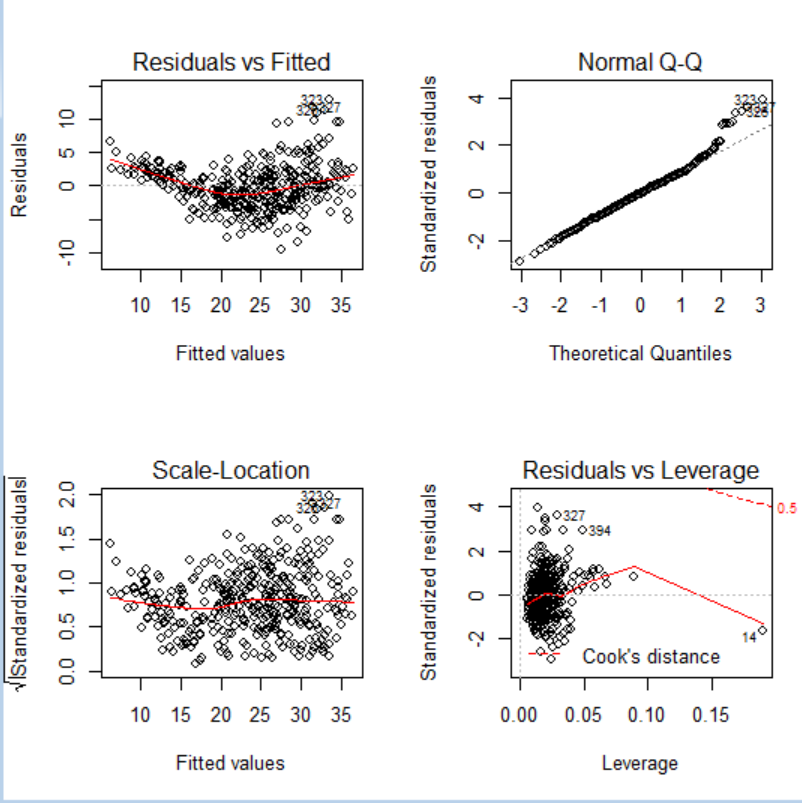 Residuals vs Fitted
Residuals
10
5
0
-10
323
327
10 15 20 25 30 35
Fitted values
Normal Q-Q
Standardized residuals
4
2
0
-2
323
-3 -2 -1 0 1 2 3
Theoretical Quantiles
Scale-Location
√|Standardized residuals|
2.0
1.5
1.0
0.5
0.0
323
327
10 15 20 25 30 35
Fitted values
Residuals vs Leverage
Standardized residuals
4
2
0
-2
0.5
327
394
14
Cook's distance
0.00 0.05 0.10 0.15
Leverage